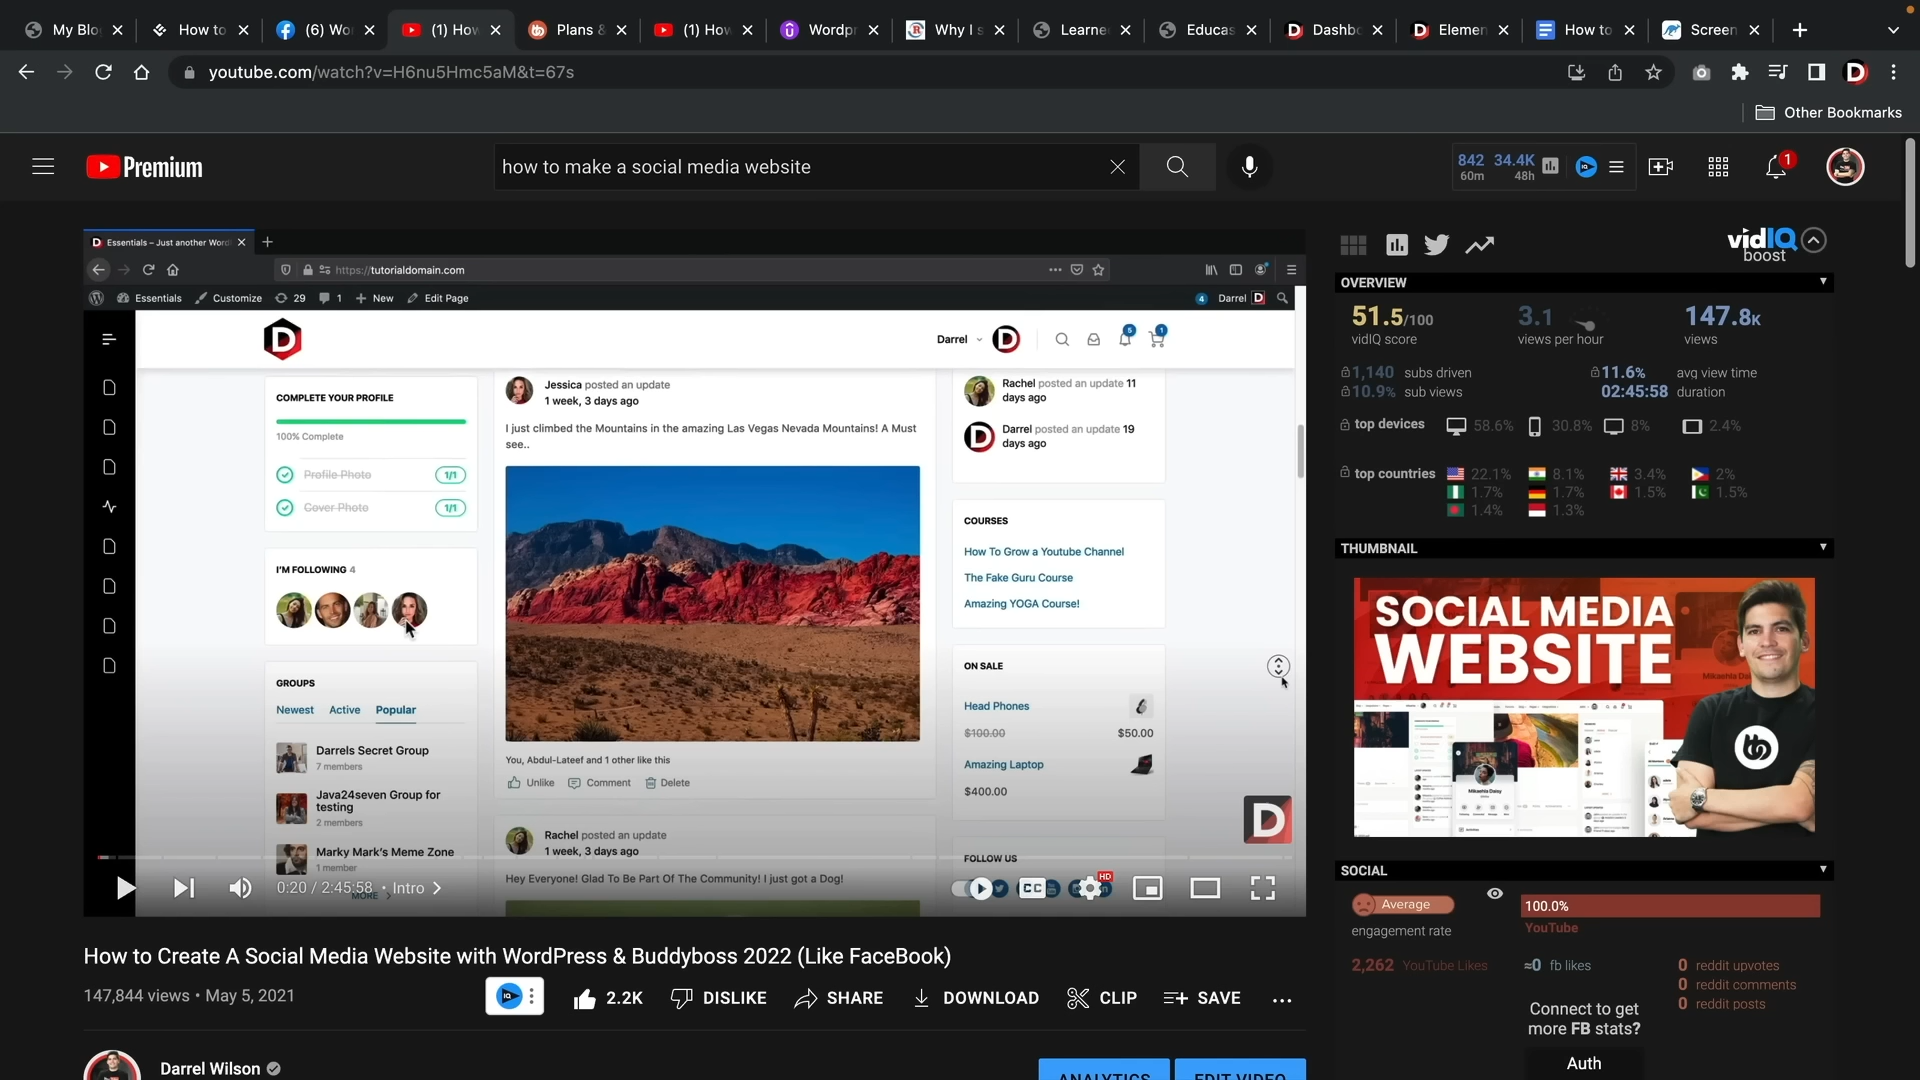 My Blo
How to
(6) Wo
(1) How
Plans &
(1) How
Wordpr
Why I s
Learne
Educas
Dashbo
Elemen
How to
Screen
youtube.com/watch?v=H6nu5Hmc5aM&t=67s
Other Bookmarks
Premium
how to make a social media website
842 34.4K
60m 48h
1
Essentials – Just another Word
https://tutorialdomain.com
Essentials Customize 29 1 New Edit Page
4 Darrel
Darrel 5 1
COMPLETE YOUR PROFILE
100% Complete
Profile Photo 1/1
Cover Photo 1/1
I'M FOLLOWING 4
GROUPS
Newest Active Popular
Darrels Secret Group
7 members
Java24seven Group for
testing
2 members
Marky Mark's Meme Zone
1 member
MORE
Jessica posted an update
1 week, 3 days ago
I just climbed the Mountains in the amazing Las Vegas Nevada Mountains! A Must
see..
You, Abdul-Lateef and 1 other like this
Unlike Comment Delete
Rachel posted an update
1 week, 3 days ago
Hey Everyone! Glad To Be Part Of The Community! I just got a Dog!
Rachel posted an update 11
days ago
Darrel posted an update 19
days ago
COURSES
How To Grow a Youtube Channel
The Fake Guru Course
Amazing YOGA Course!
ON SALE
Head Phones
$100.00 $50.00
Amazing Laptop
$400.00
FOLLOW US
D
0:20 / 2:45:58 • Intro
CC
HD
How to Create A Social Media Website with WordPress & Buddyboss 2022 (Like FaceBook)
147,844 views • May 5, 2021
2.2K DISLIKE SHARE DOWNLOAD CLIP SAVE
Darrel Wilson
ANALYTICS EDIT VIDEO
vidIQ
boost
OVERVIEW
51.5/100 3.1 147.8K
vidIQ score views per hour views
1,140 subs driven 11.6% avg view time
10.9% sub views 02:45:58 duration
top devices 58.6% 30.8% 8% 2.4%
top countries 22.1% 8.1% 3.4% 2%
1.7% 1.7% 1.5% 1.5%
1.4% 1.3%
THUMBNAIL
SOCIAL MEDIA
WEBSITE
SOCIAL
Average
engagement rate
100.0%
YouTube
2,262 YouTube Likes ≈0 fb likes 0 reddit upvotes
0 reddit comments
0 reddit posts
Connect to get
more FB stats?
Auth